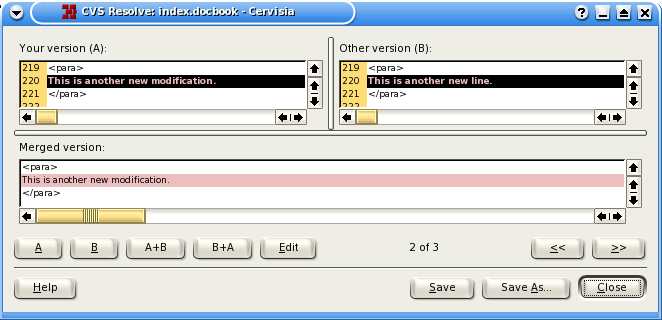 CVS Resolve: index.docbook - Cervisia
Your version (A):
219 <para>
220 This is another new modification.
221 </para>
Other version (B):
219 <para>
220 This is another new line.
221 </para>
Merged version:
<para>
This is another new modification.
</para>
A B A+B B+A Edit 2 of 3 << >>
Help Save Save As... Close